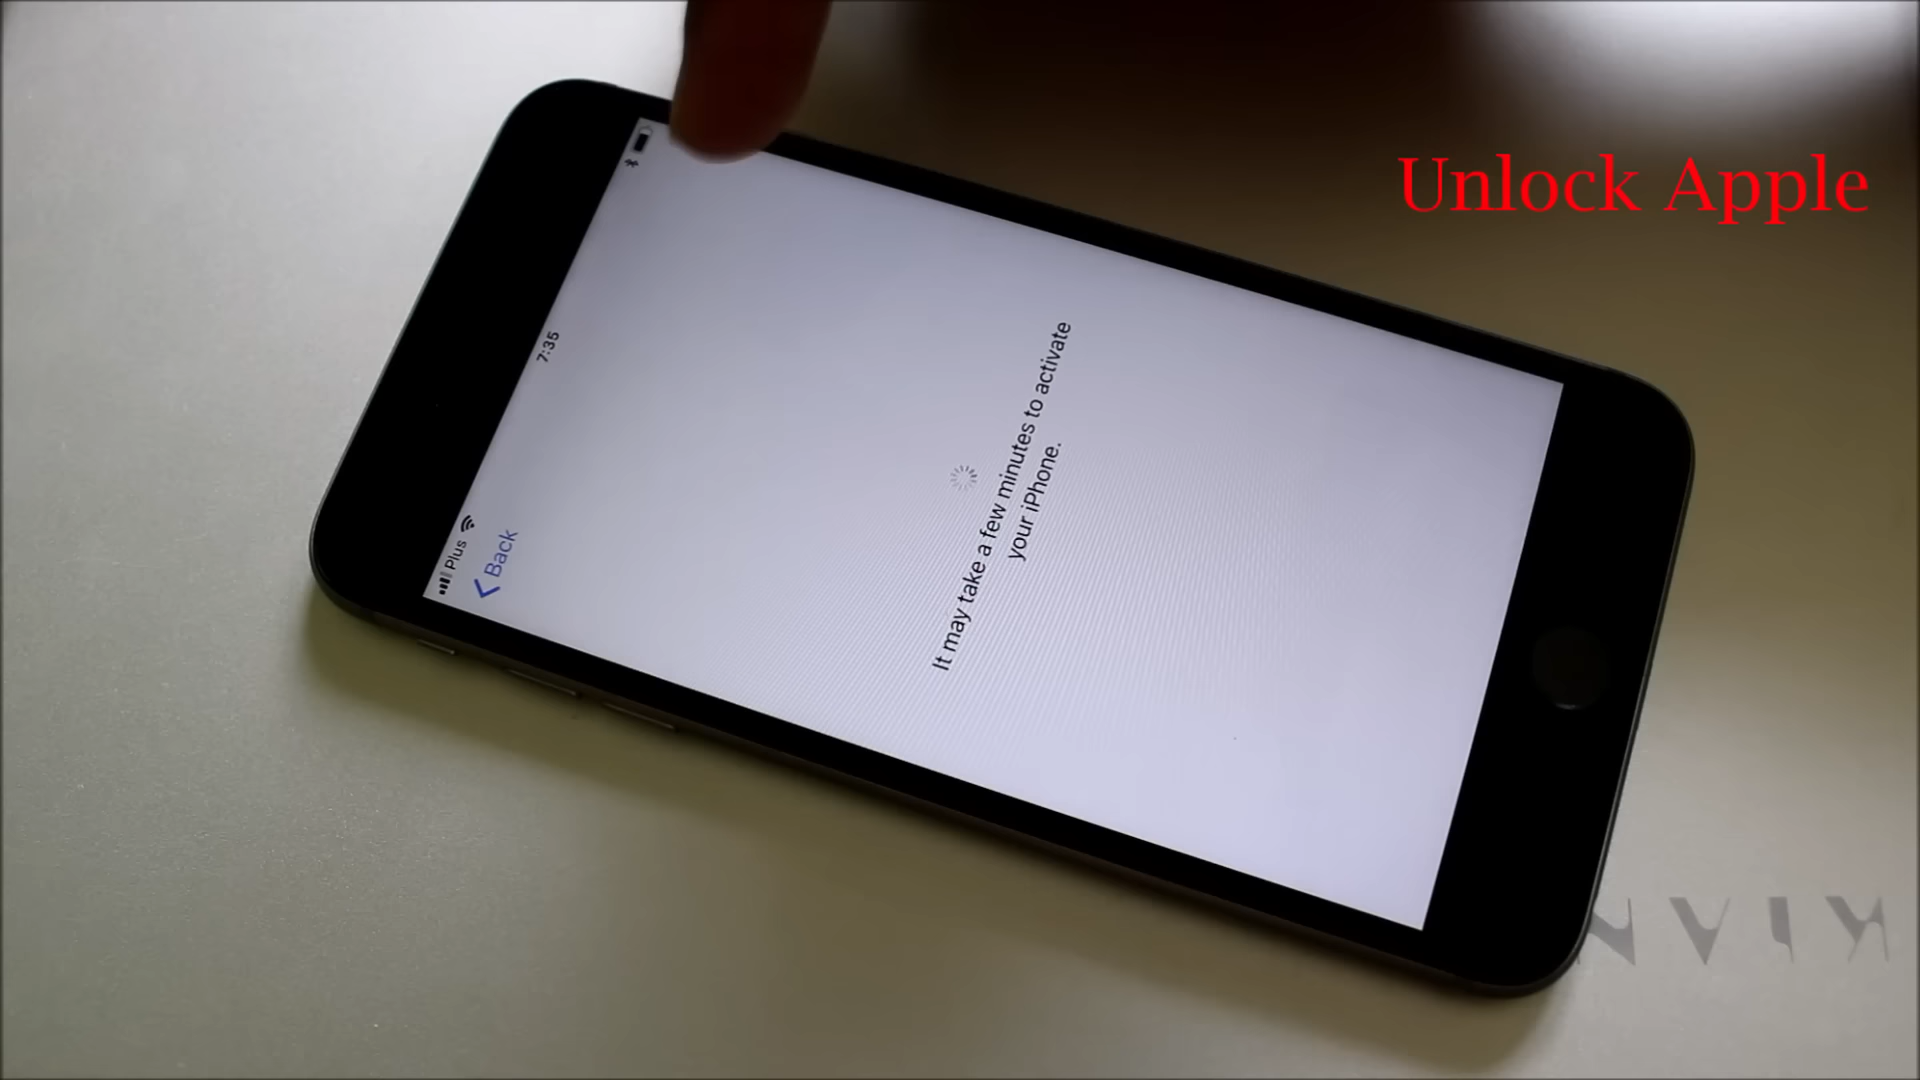 Unlock Apple
Plus
7:35
Back
It may take a few minutes to activate
your iPhone.